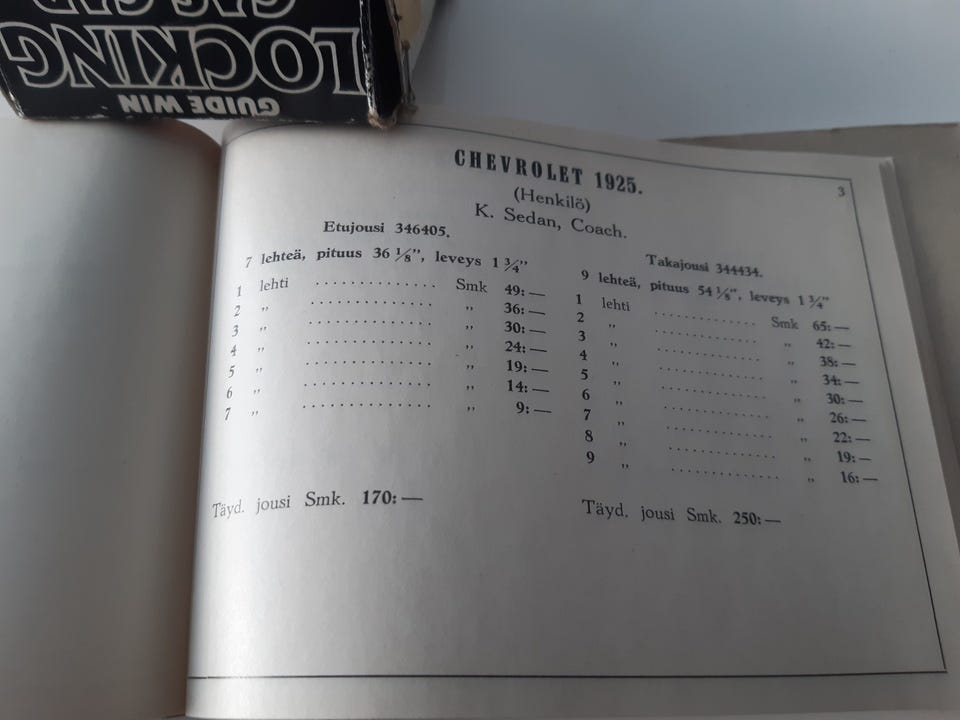 GAS CAP
LOCKING
GUIDE WIN
CHEVROLET 1925.
3
(Henkilö)
K. Sedan, Coach.
Etujousi 346405.
7 lehteä, pituus 36 1/8", leveys 1 3/4"
1 lehti .............. Smk 49:—
2 „ .............. „ 36:—
3 „ .............. „ 30:—
4 „ .............. „ 24:—
5 „ .............. „ 19:—
6 „ .............. „ 14:—
7 „ .............. „ 9:—
Täyd. jousi Smk. 170:—
Takajousi 344434.
9 lehteä, pituus 54 1/8", leveys 1 3/4"
1 lehti ............ Smk 65:—
2 „ ............ „ 42:—
3 „ ............ „ 38:—
4 „ ............ „ 34:—
5 „ ............ „ 30:—
6 „ ............ „ 26:—
7 „ ............ „ 22:—
8 „ ............ „ 19:—
9 „ ............ „ 16:—
Täyd. jousi Smk. 250:—